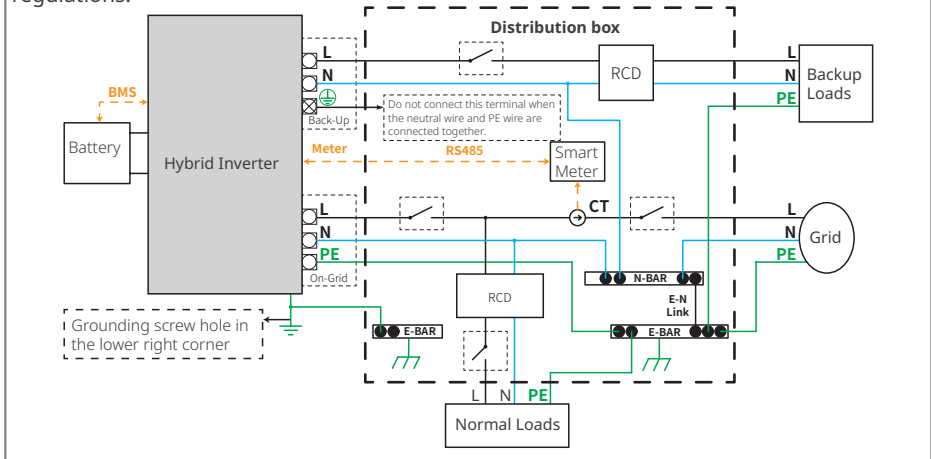 regulations.
Distribution box
L
N
Back-Up
RCD
L
N
PE
Backup
Loads
BMS
Battery
Hybrid Inverter
Do not connect this terminal when
the neutral wire and PE wire are
connected together.
Meter
RS485
Smart
Meter
CT
L
N
PE
On-Grid
L
N
PE
Grid
RCD
N-BAR
E-N
Link
E-BAR
E-BAR
Grounding screw hole in
the lower right corner
L N PE
Normal Loads